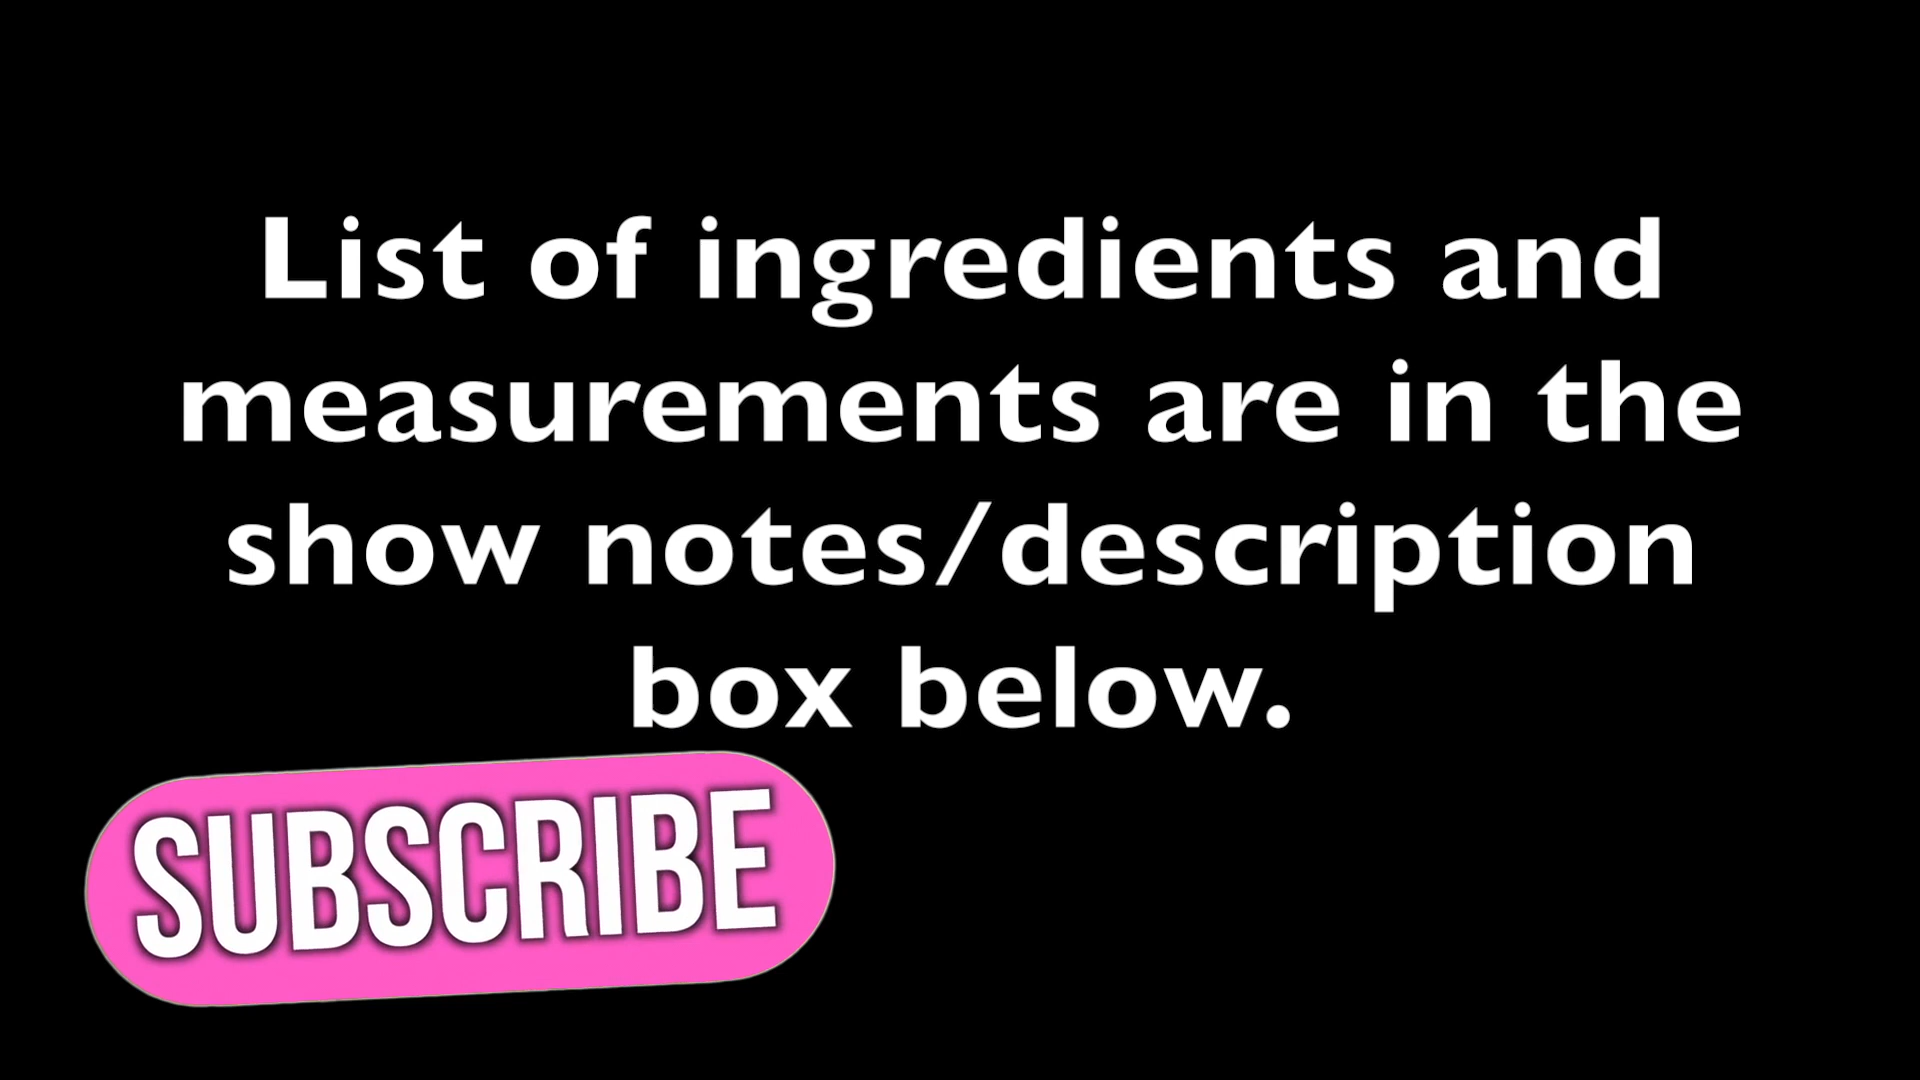 List of ingredients and
measurements are in the
show notes/description
box below.
SUBSCRIBE